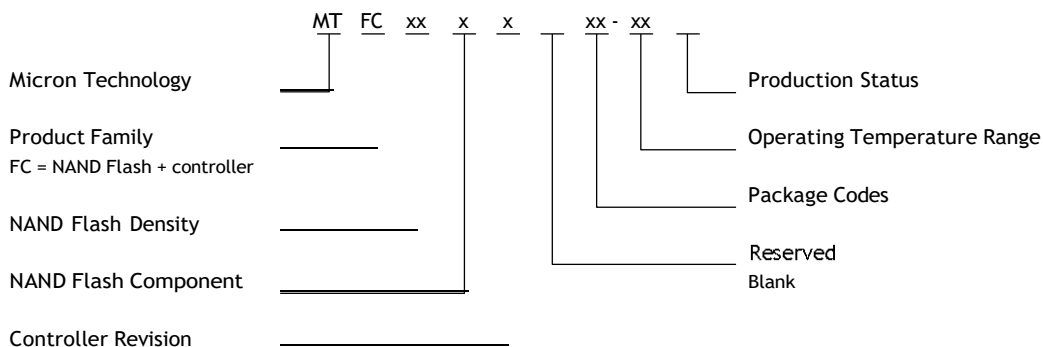 MT FC xx x x xx - xx
Micron Technology
Product Family
FC = NAND Flash + controller
NAND Flash Density
NAND Flash Component
Controller Revision
Production Status
Operating Temperature Range
Package Codes
Reserved
Blank